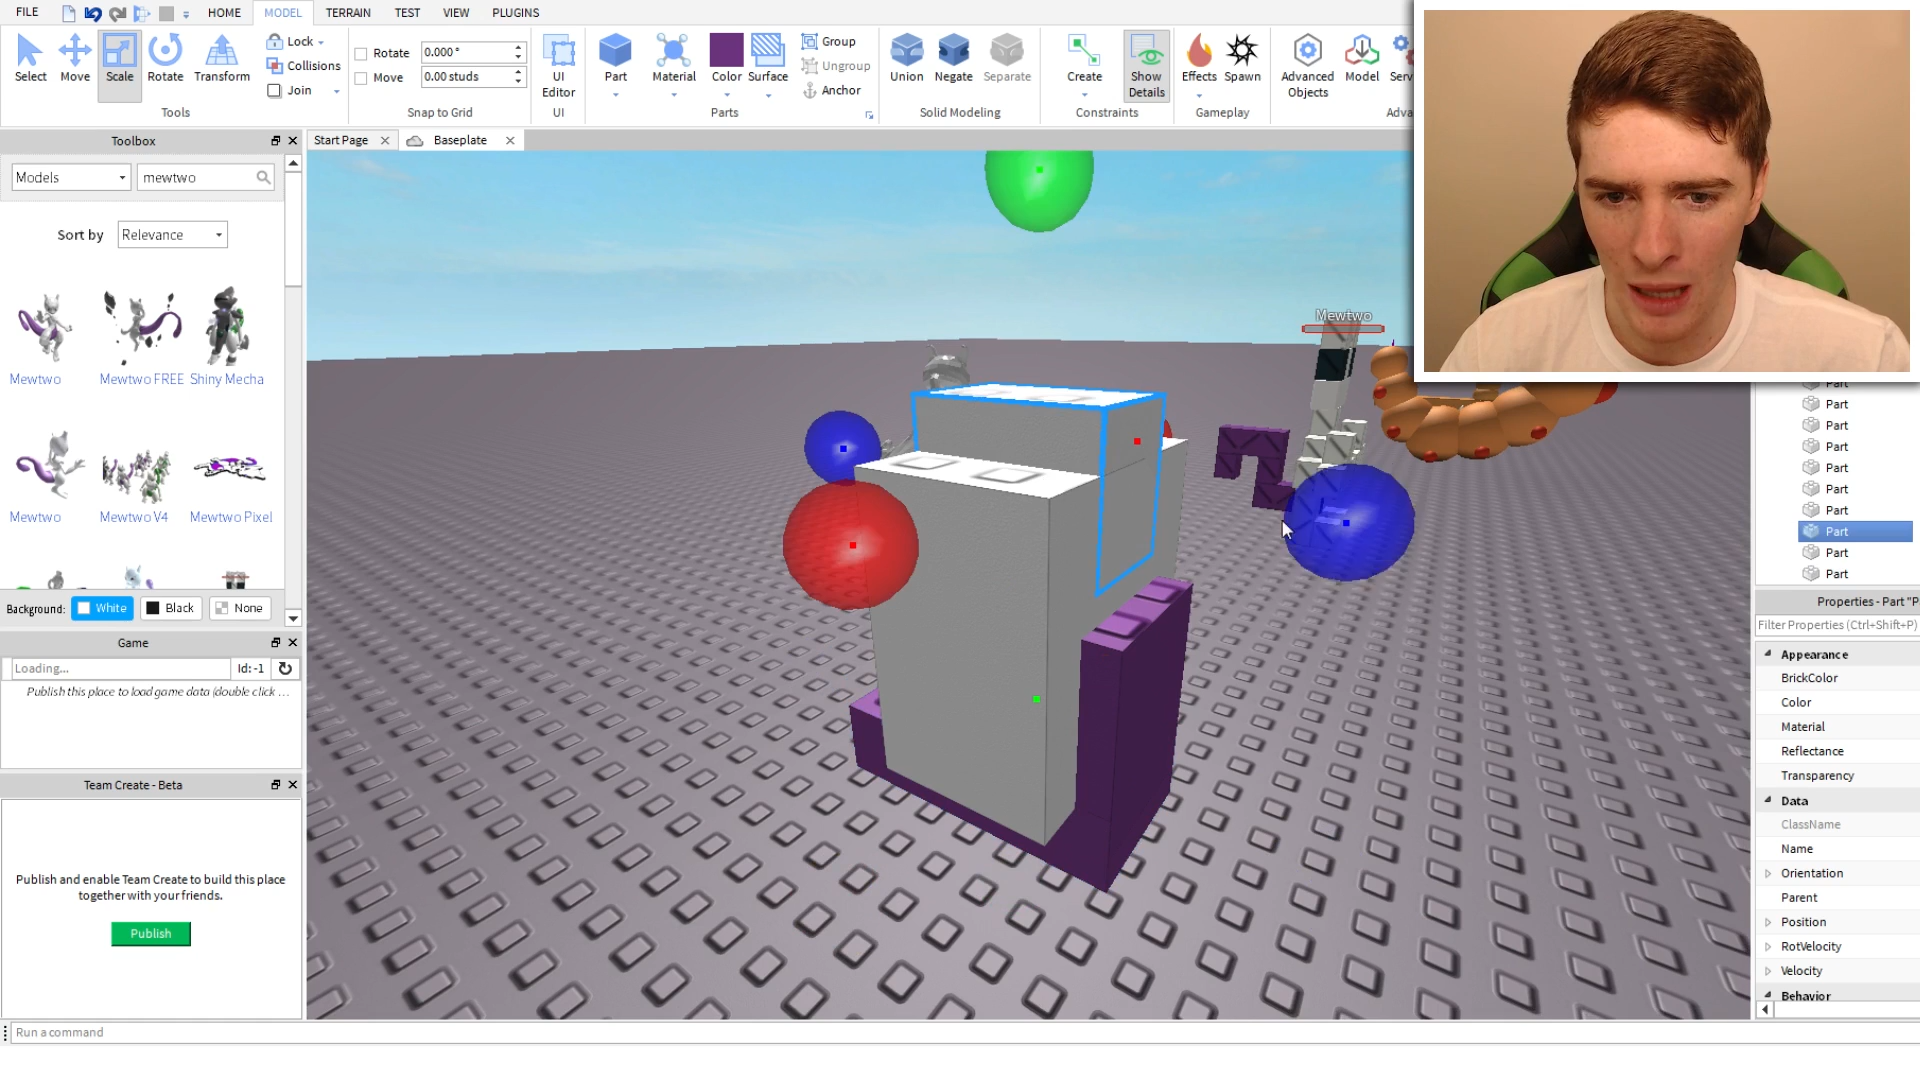 FILE HOME MODEL TERRAIN TEST VIEW PLUGINS
Select Move Scale Rotate Transform
Lock
Collisions
Join
Tools
Rotate 0.000 °
Move 0.00 studs
Snap to Grid
UI
Editor
UI
Part Material Color Surface
Group
Ungroup
Anchor
Parts
Union Negate Separate
Solid Modeling
Create Show
Details
Constraints
Effects Spawn
Gameplay
Advanced
Objects
Model Serv
Adva
Toolbox
Models mewtwo
Sort by Relevance
Mewtwo Mewtwo FREE Shiny Mecha
Mewtwo Mewtwo V4 Mewtwo Pixel
Background: White Black None
Game
Loading... Id: -1
Publish this place to load game data (double click ...
Team Create - Beta
Publish and enable Team Create to build this place
together with your friends.
Publish
Run a command
Start Page Baseplate
Mewtwo
Part
Part
Part
Part
Part
Part
Part
Part
Part
Part
Properties - Part "P
Filter Properties (Ctrl+Shift+P)
Appearance
BrickColor
Color
Material
Reflectance
Transparency
Data
ClassName
Name
Orientation
Parent
Position
RotVelocity
Velocity
Behavior